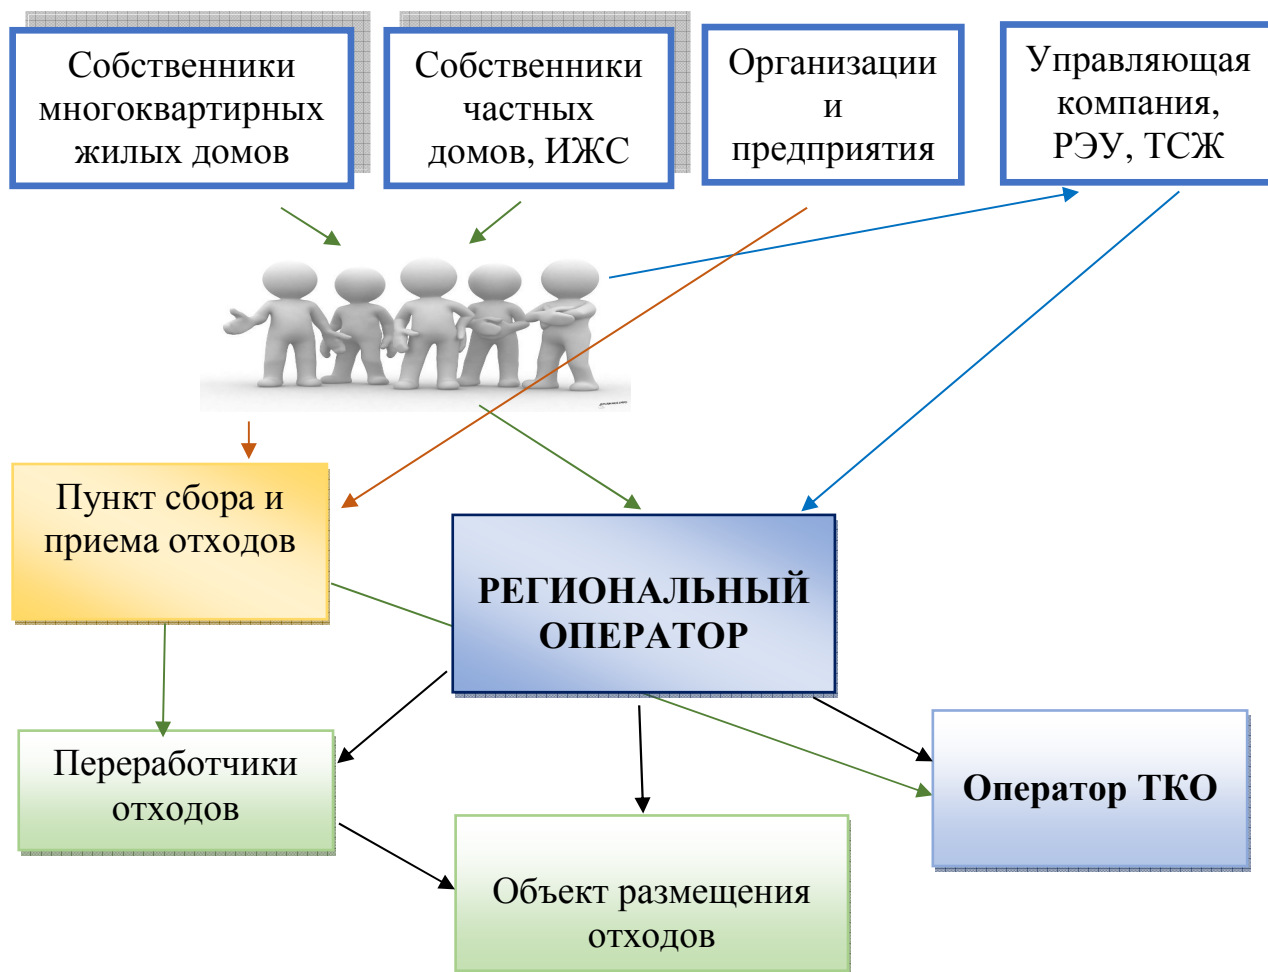 Собственники
многоквартирных
жилых домов
Собственники
частных
домов, ИЖС
Организации
и
предприятия
Управляющая
компания,
РЭУ, ТСЖ
Пункт сбора и
приема отходов
РЕГИОНАЛЬНЫЙ
ОПЕРАТОР
Переработчики
отходов
Оператор ТКО
Объект размещения
отходов